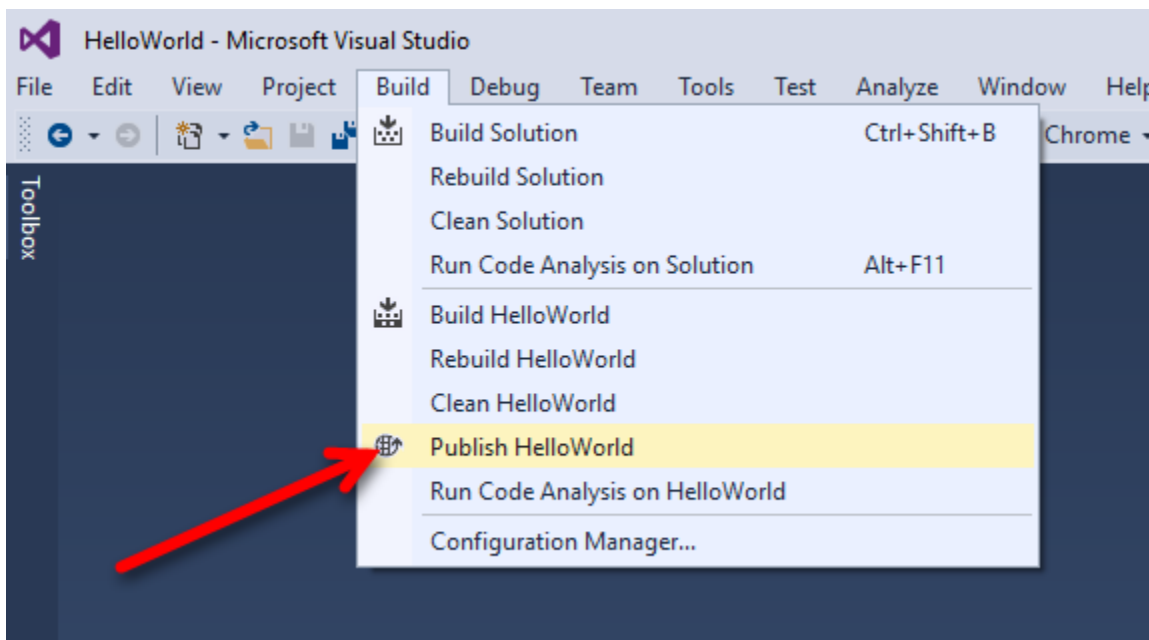 HelloWorld - Microsoft Visual Studio
File Edit View Project Build Debug Team Tools Test Analyze Window Help
Chrome
Toolbox
Build Solution Ctrl+Shift+B
Rebuild Solution
Clean Solution
Run Code Analysis on Solution Alt+F11
Build HelloWorld
Rebuild HelloWorld
Clean HelloWorld
Publish HelloWorld
Run Code Analysis on HelloWorld
Configuration Manager...